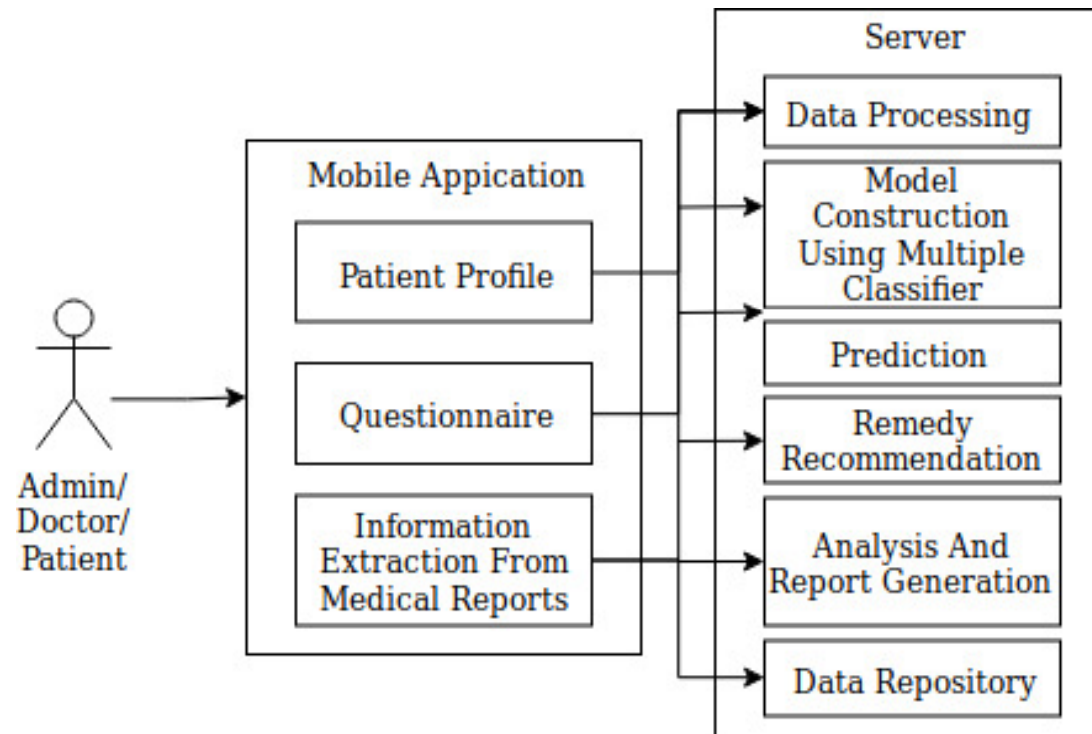 Server
Data Processing
Mobile Appication
Model
Construction
Using Multiple
Classifier
Patient Profile
Prediction
Questionnaire
Remedy
Recommendation
Admin/
Doctor/
Patient
Information
Extraction From
Medical Reports
Analysis And
Report Generation
Data Repository